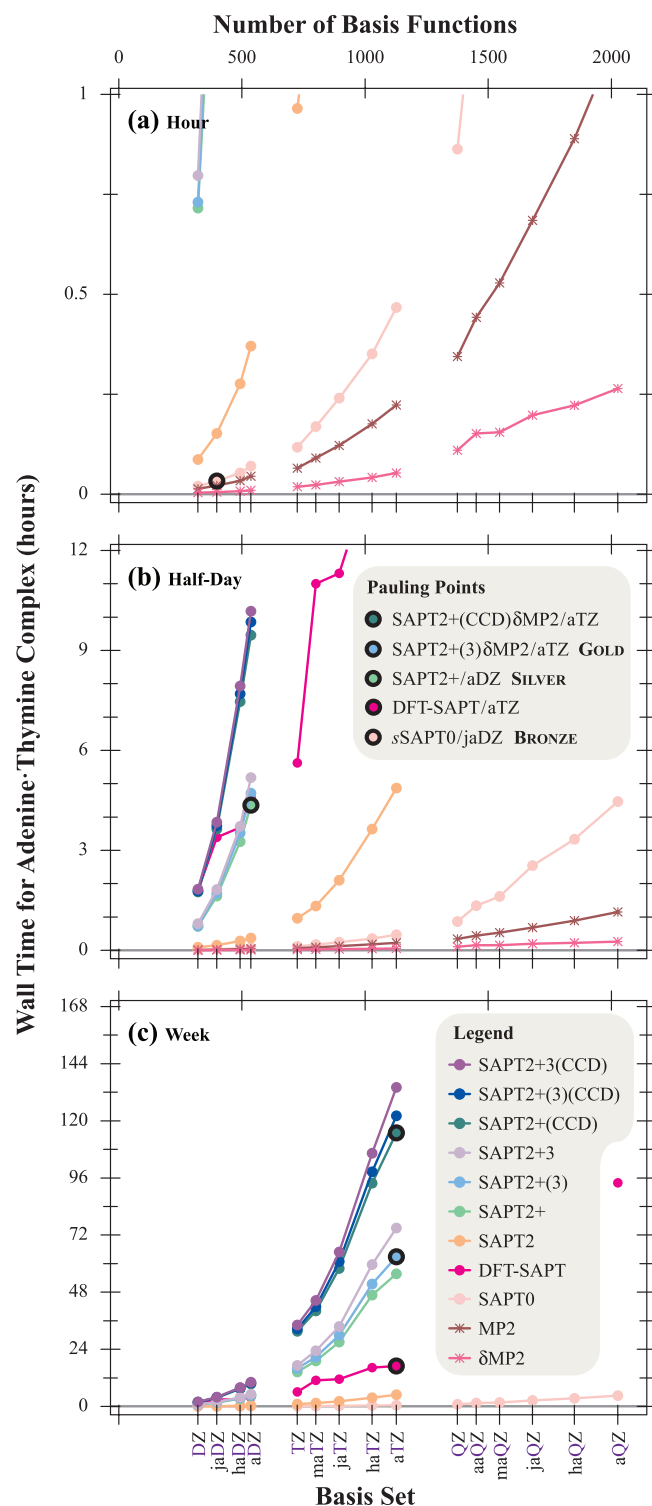 Number of Basis Functions
0 500 1000 1500 2000
Wall Time for Adenine·Thymine Complex (hours)
(a) Hour
1
0.5
0
(b) Half-Day
12
9
6
3
0
Pauling Points
SAPT2+(CCD)δMP2/aTZ
SAPT2+(3)δMP2/aTZ GOLD
SAPT2+/aDZ SILVER
DFT-SAPT/aTZ
sSAPT0/jaDZ BRONZE
(c) Week
168
144
120
96
72
48
24
0
Legend
SAPT2+3(CCD)
SAPT2+(3)(CCD)
SAPT2+(CCD)
SAPT2+3
SAPT2+(3)
SAPT2+
SAPT2
DFT-SAPT
SAPT0
MP2
δMP2
DZ jaDZ haDZ aDZ TZ maTZ jaTZ haTZ aTZ QZ aaQZ maQZ jaQZ haQZ aQZ
Basis Set